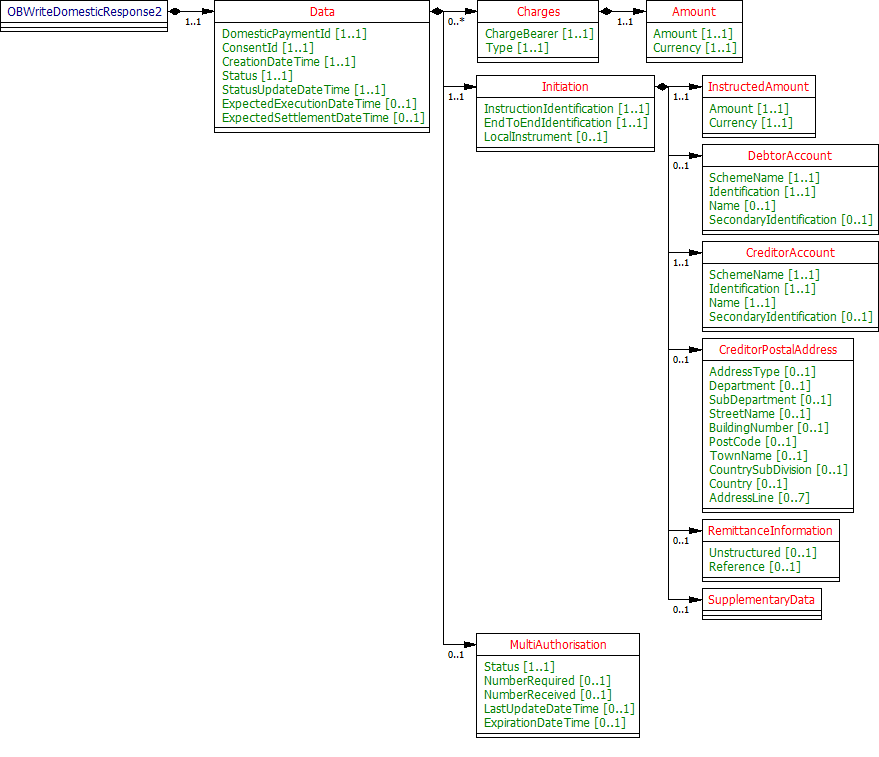 OBWriteDomesticResponse2
1..1
Data
DomesticPaymentId [1..1]
ConsentId [1..1]
CreationDateTime [1..1]
Status [1..1]
StatusUpdateDateTime [1..1]
ExpectedExecutionDateTime [0..1]
ExpectedSettlementDateTime [0..1]
0..*
Charges
ChargeBearer [1..1]
Type [1..1]
1..1
Amount
Amount [1..1]
Currency [1..1]
1..1
Initiation
InstructionIdentification [1..1]
EndToEndIdentification [1..1]
LocalInstrument [0..1]
1..1
InstructedAmount
Amount [1..1]
Currency [1..1]
0..1
DebtorAccount
SchemeName [1..1]
Identification [1..1]
Name [0..1]
SecondaryIdentification [0..1]
1..1
CreditorAccount
SchemeName [1..1]
Identification [1..1]
Name [1..1]
SecondaryIdentification [0..1]
0..1
CreditorPostalAddress
AddressType [0..1]
Department [0..1]
SubDepartment [0..1]
StreetName [0..1]
BuildingNumber [0..1]
PostCode [0..1]
TownName [0..1]
CountrySubDivision [0..1]
Country [0..1]
AddressLine [0..7]
0..1
RemittanceInformation
Unstructured [0..1]
Reference [0..1]
0..1
SupplementaryData
0..1
MultiAuthorisation
Status [1..1]
NumberRequired [0..1]
NumberReceived [0..1]
LastUpdateDateTime [0..1]
ExpirationDateTime [0..1]